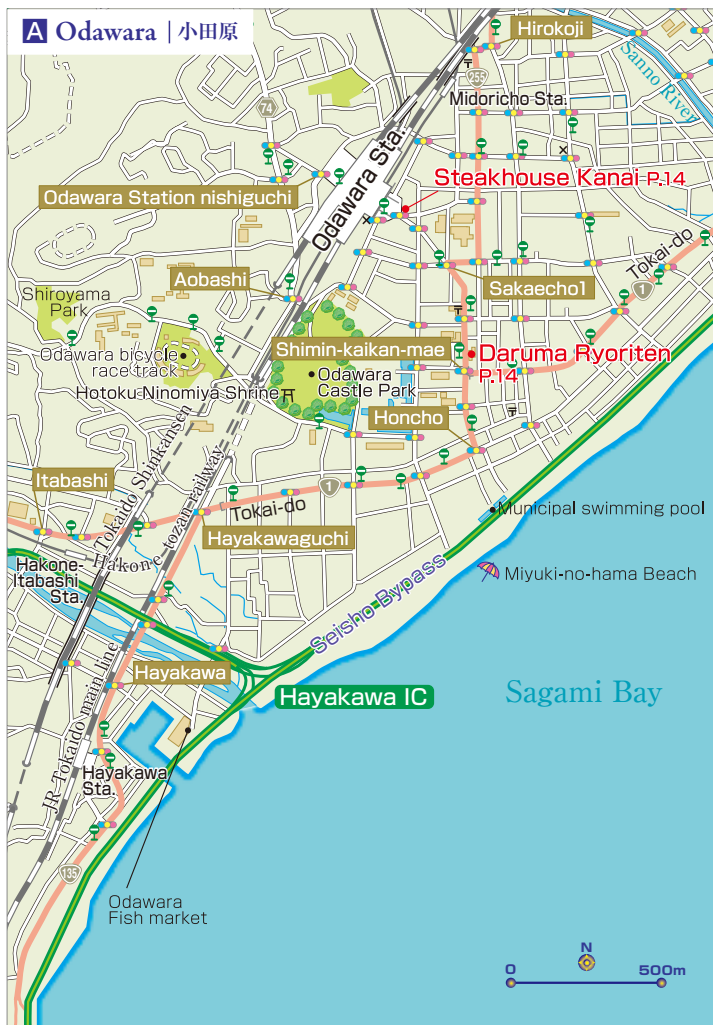 A Odawara | 小田原
Hirokoji
Sanno River
255
74
Midoricho Sta.
Odawara Sta.
Steakhouse Kanai P.14
Odawara Station nishiguchi
Tokai-do
1
Aobashi
Sakaecho1
Shiroyama
Park
Shimin-kaikan-mae
Daruma Ryoriten
P.14
Odawara bicycle
race track
Odawara
Castle Park
Hotoku Ninomiya Shrine
Honcho
Itabashi
Tokaido Shinkansen
Hakone tozan railway
1
Tokai-do
Municipal swimming pool
Hayakawaguchi
Hakone-
Itabashi
Sta.
Seisho Bypass
Miyuki-no-hama Beach
Hayakawa
Hayakawa IC
Sagami Bay
JR Tokaido main line
Hayakawa
Sta.
135
Odawara
Fish market
N
0 500m